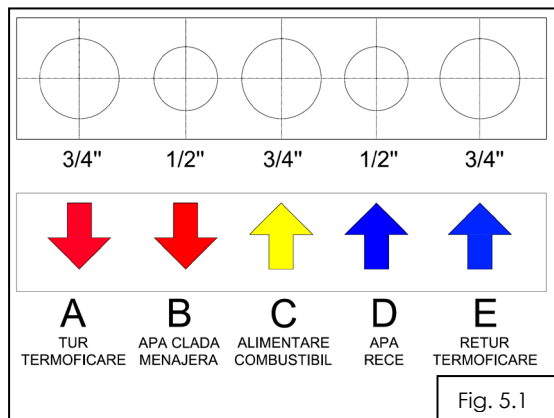 3/4" 1/2" 3/4" 1/2" 3/4"
A B C D E
TUR TERMOFICARE
APA CLADA MENAJERA
ALIMENTARE COMBUSTIBIL
APA RECE
RETUR TERMOFICARE
Fig. 5.1